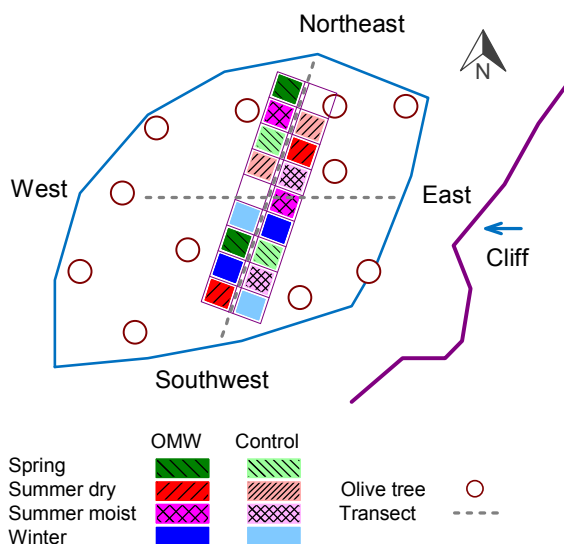 Northeast
N
West
East
Cliff
Southwest
OMW Control
Spring
Summer dry Olive tree
Summer moist Transect
Winter